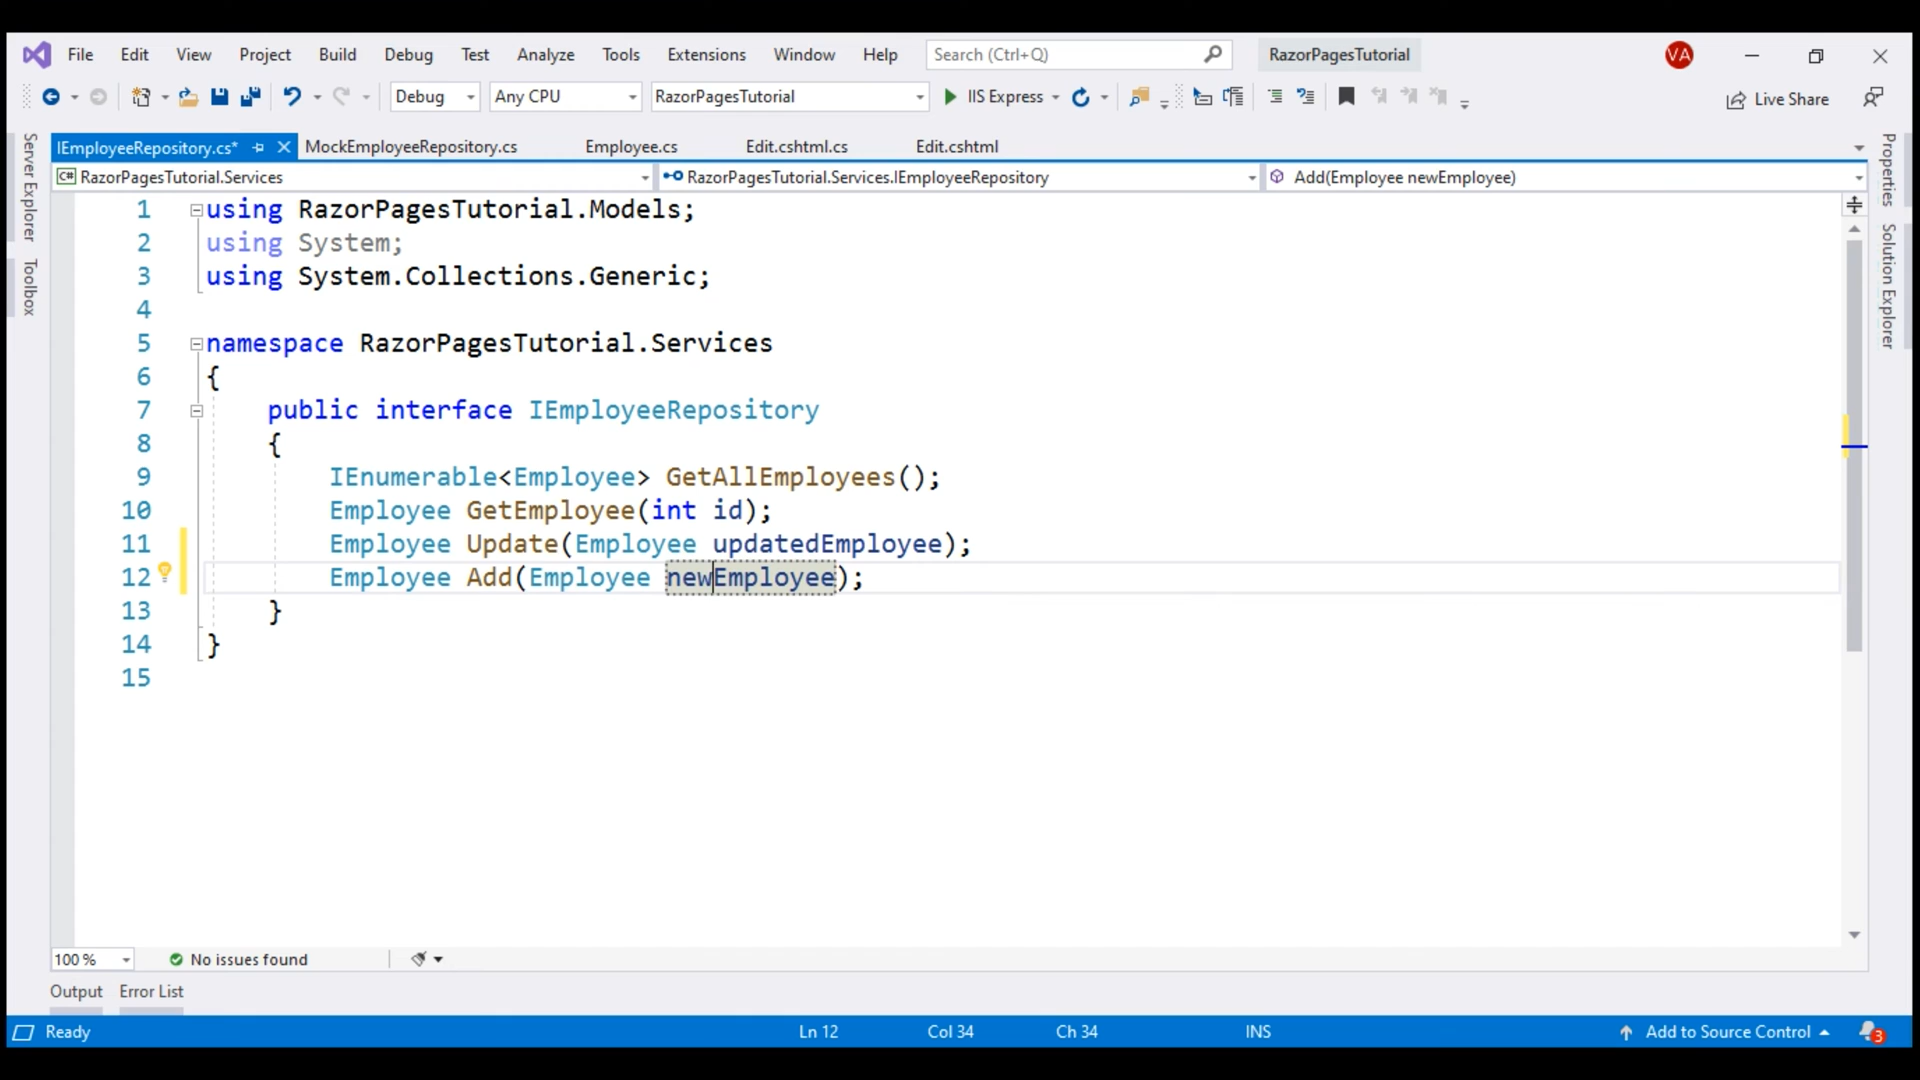 File Edit View Project Build Debug Test Analyze Tools Extensions Window Help Search (Ctrl+Q) RazorPagesTutorial VA
Debug Any CPU RazorPagesTutorial IIS Express Live Share
IEmployeeRepository.cs* MockEmployeeRepository.cs Employee.cs Edit.cshtml.cs Edit.cshtml
C# RazorPagesTutorial.Services RazorPagesTutorial.Services.IEmployeeRepository Add(Employee newEmployee)
Server Explorer
Toolbox
1 using RazorPagesTutorial.Models;
2 using System;
3 using System.Collections.Generic;
4
5 namespace RazorPagesTutorial.Services
6 {
7 public interface IEmployeeRepository
8 {
9 IEnumerable<Employee> GetAllEmployees();
10 Employee GetEmployee(int id);
11 Employee Update(Employee updatedEmployee);
12 Employee Add(Employee newEmployee);
13 }
14 }
15
Properties
Solution Explorer
100 % No issues found
Output Error List
Ready Ln 12 Col 34 Ch 34 INS Add to Source Control 3